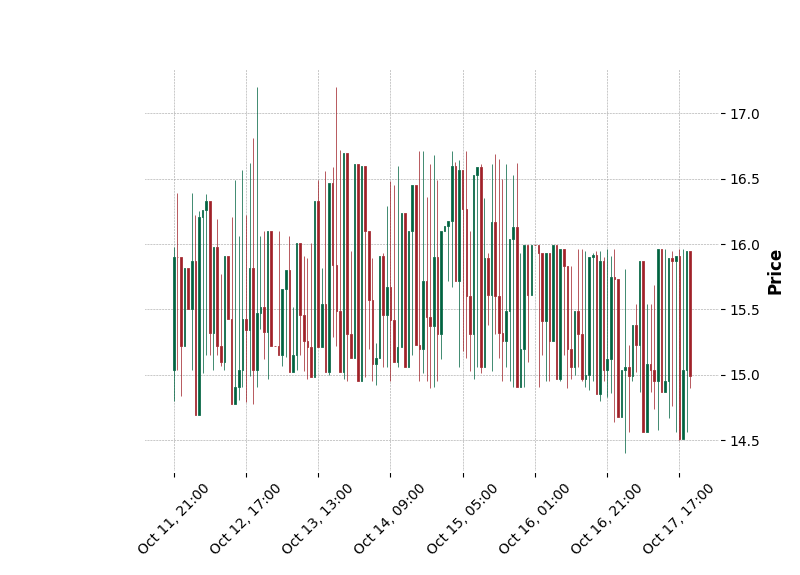 17.0
16.5
16.0
15.5
15.0
14.5
Price
Oct 11, 21:00
Oct 12, 17:00
Oct 13, 13:00
Oct 14, 09:00
Oct 15, 05:00
Oct 16, 01:00
Oct 16, 21:00
Oct 17, 17:00